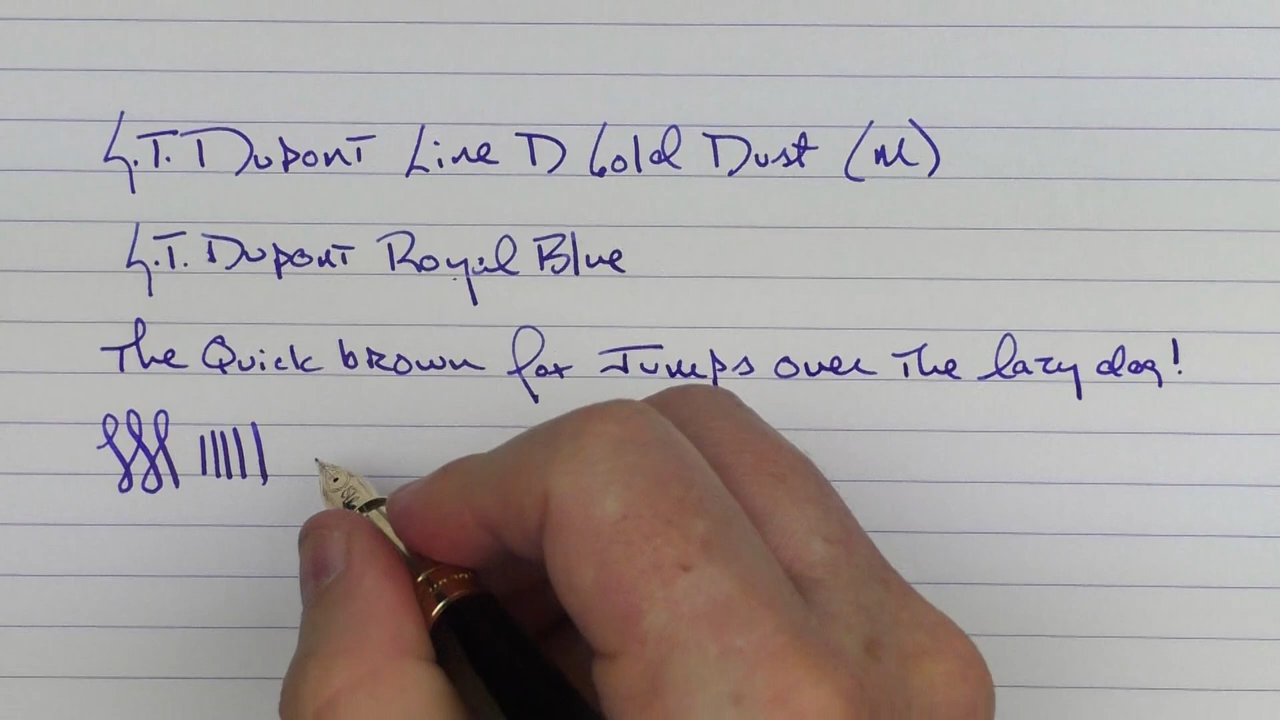 S.T. Dupont Line D Gold Dust (M)
S.T. Dupont Royal Blue
The Quick brown fox Jumps over The lazy dog!